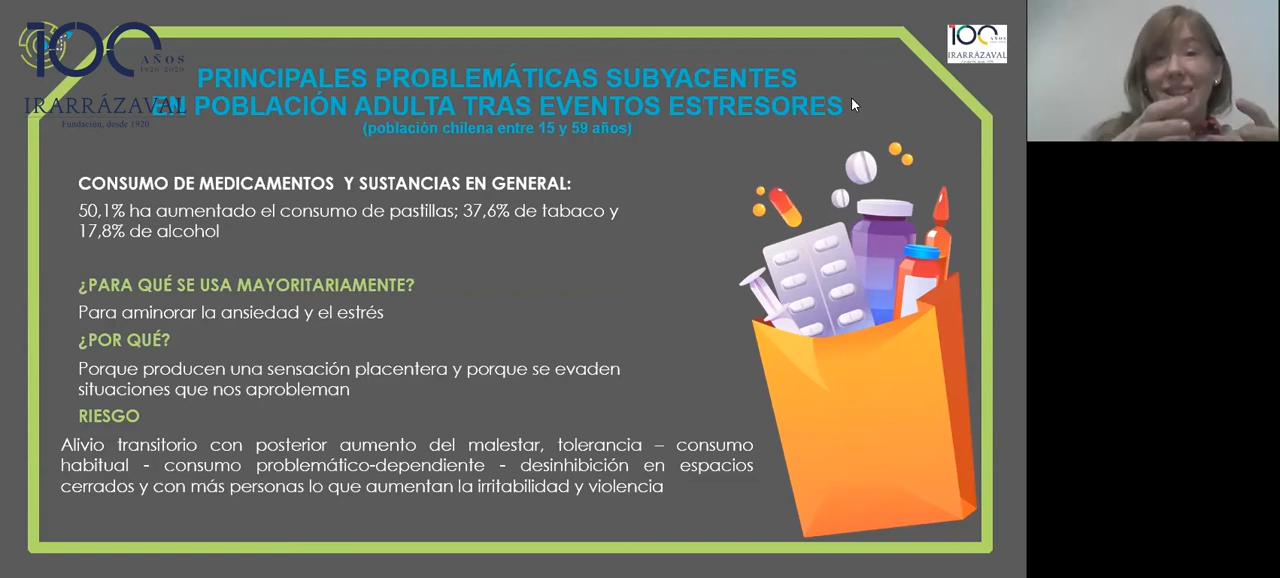 100
AÑOS
1920-2020
IRARRÁZAVAL
Fundación, desde 1920
100
AÑOS
IRARRÁZAVAL
PRINCIPALES PROBLEMÁTICAS SUBYACENTES
EN POBLACIÓN ADULTA TRAS EVENTOS ESTRESORES
(población chilena entre 15 y 59 años)
CONSUMO DE MEDICAMENTOS Y SUSTANCIAS EN GENERAL:
50,1% ha aumentado el consumo de pastillas; 37,6% de tabaco y
17,8% de alcohol
¿PARA QUÉ SE USA MAYORITARIAMENTE?
Para aminorar la ansiedad y el estrés
¿POR QUÉ?
Porque producen una sensación placentera y porque se evaden
situaciones que nos aprobleman
RIESGO
Alivio transitorio con posterior aumento del malestar, tolerancia – consumo
habitual - consumo problemático-dependiente - desinhibición en espacios
cerrados y con más personas lo que aumentan la irritabilidad y violencia